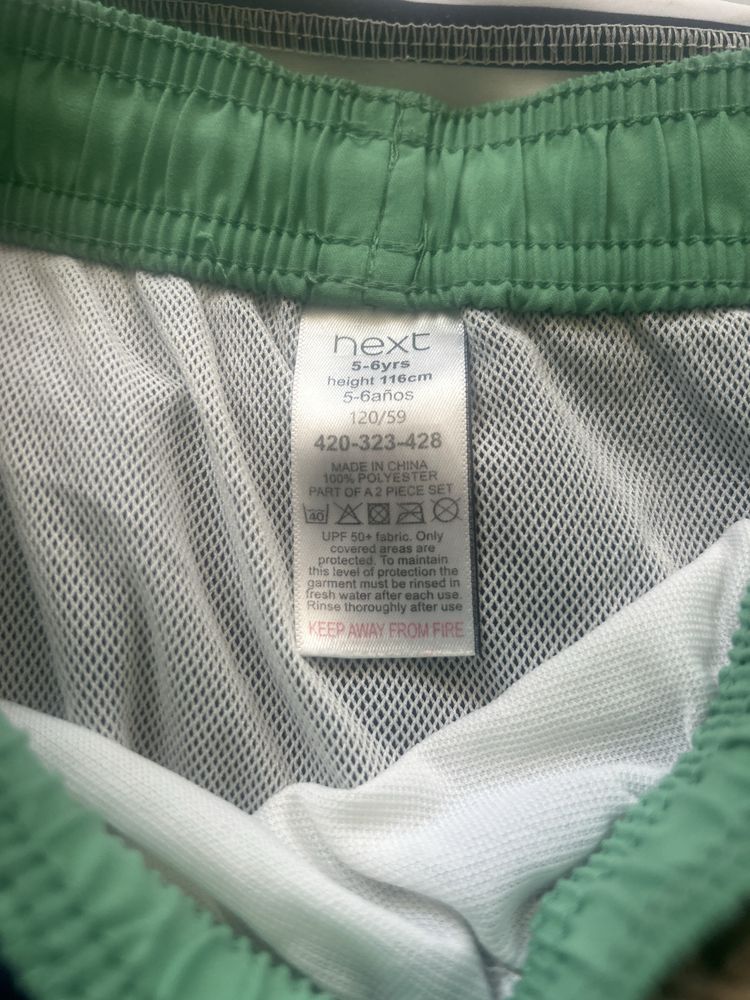 next
5-6yrs
height 116cm
5-6años
120/59
420-323-428
MADE IN CHINA
100% POLYESTER
PART OF A 2 PIECE SET
40
UPF 50+ fabric. Only
covered areas are
protected. To maintain
this level of protection the
garment must be rinsed in
fresh water after each use.
Rinse thoroughly after use
KEEP AWAY FROM FIRE